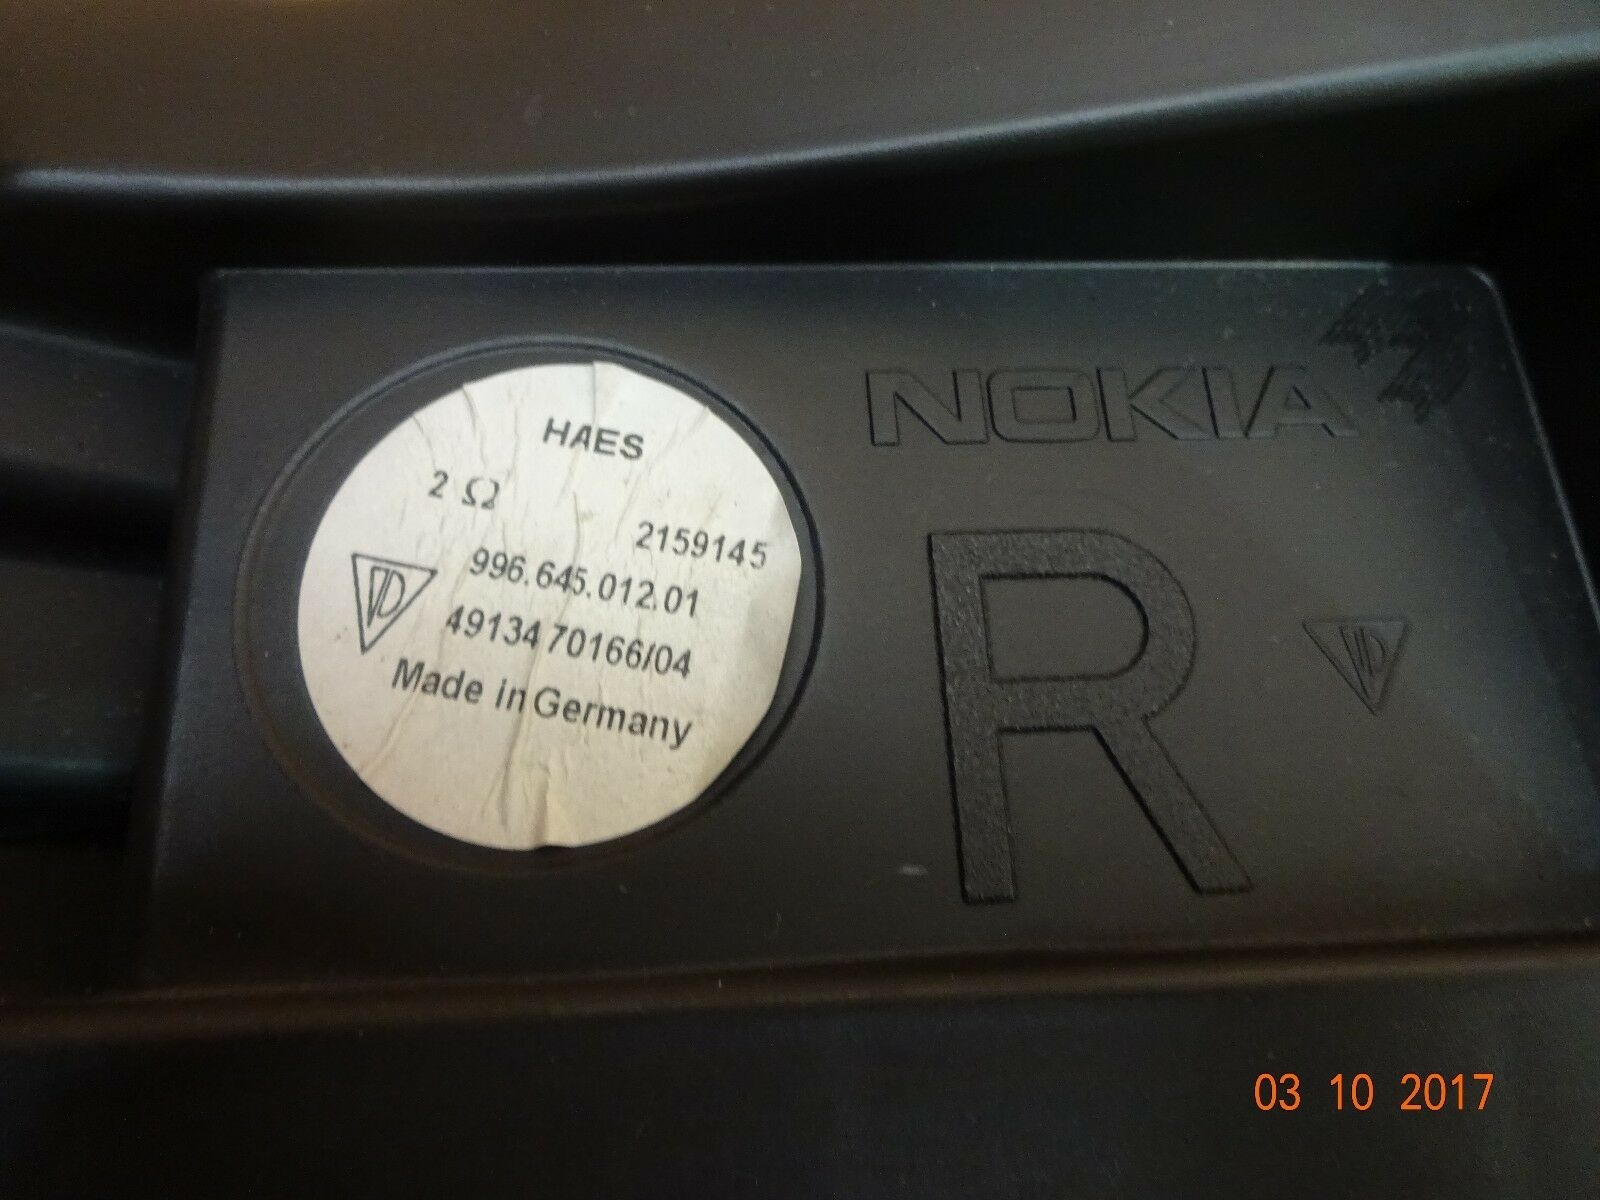 HAES
2 Ω
2159145
996.645.012.01
4913470166/04
Made in Germany
NOKIA
R
03 10 2017